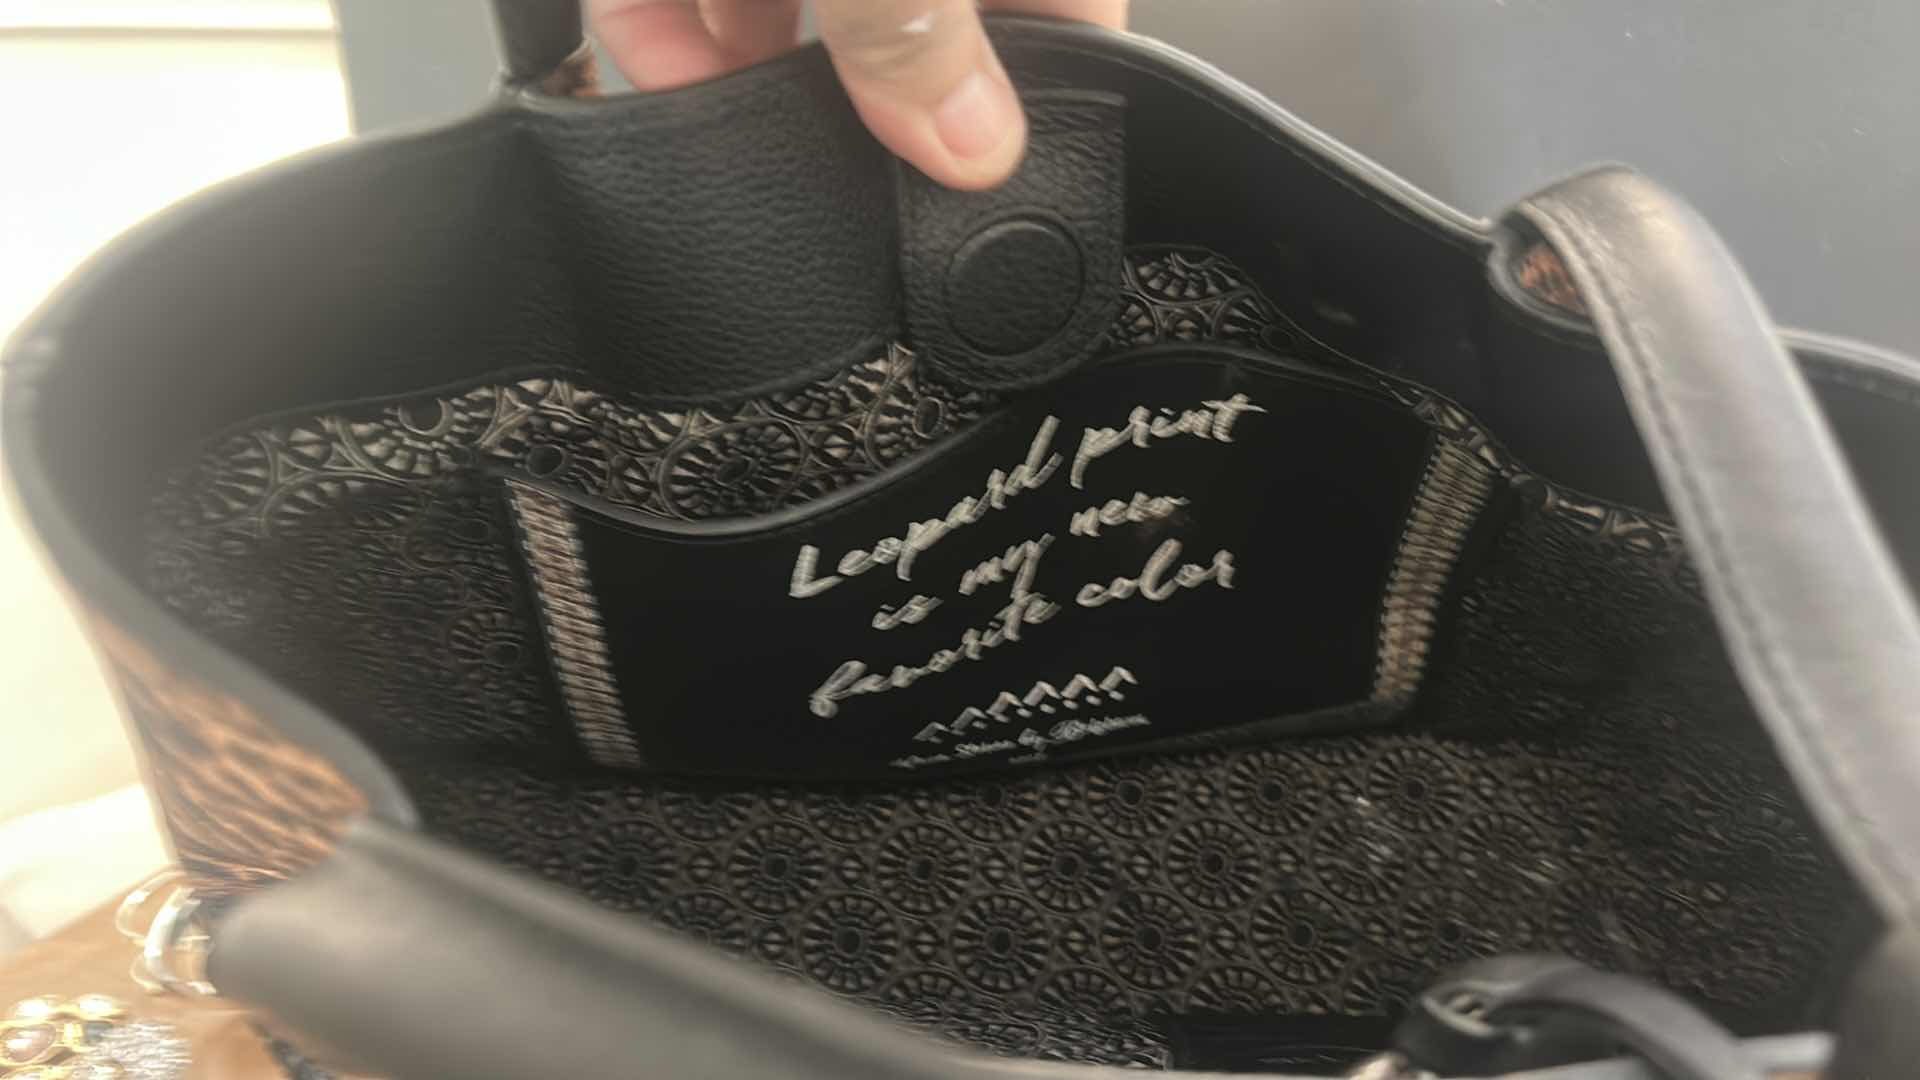 Leopard print
is my new
favorite color